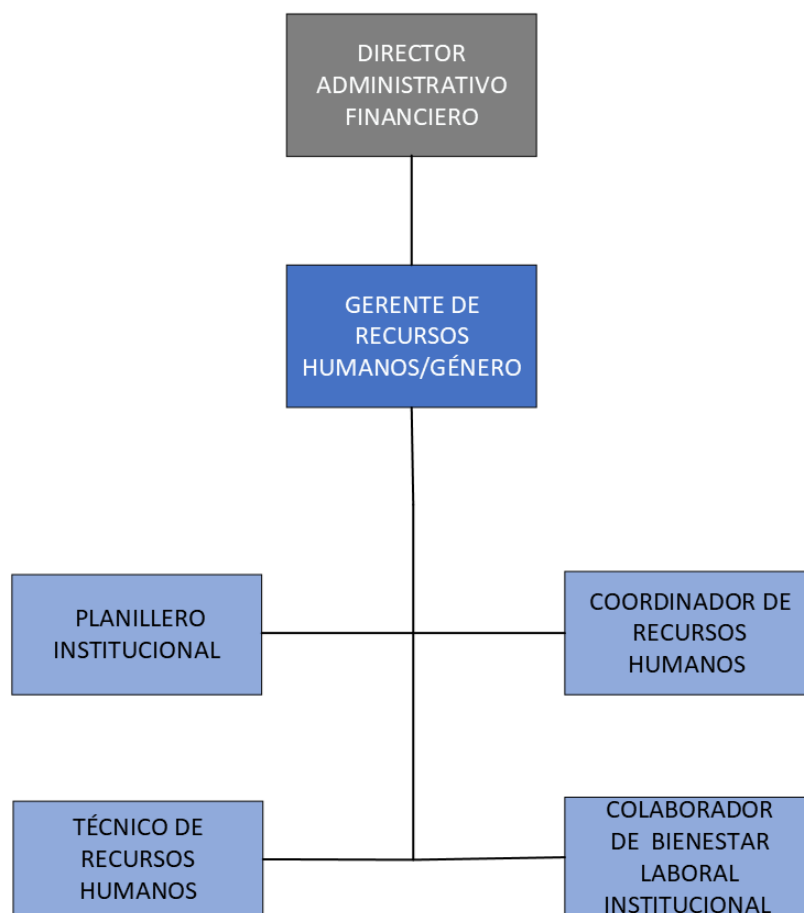 DIRECTOR
ADMINISTRATIVO
FINANCIERO
GERENTE DE
RECURSOS
HUMANOS/GÉNERO
PLANILLERO
INSTITUCIONAL
COORDINADOR DE
RECURSOS
HUMANOS
TÉCNICO DE
RECURSOS
HUMANOS
COLABORADOR
DE BIENESTAR
LABORAL
INSTITUCIONAL